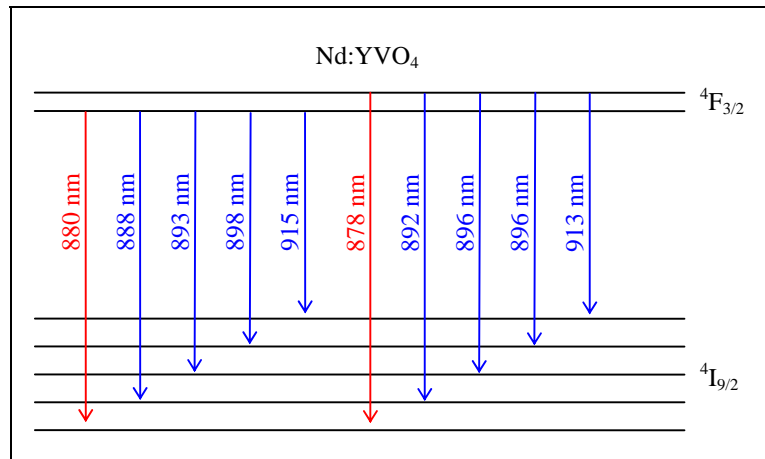 Nd:YVO₄
⁴F₃/₂
880 nm
888 nm
893 nm
898 nm
915 nm
878 nm
892 nm
896 nm
896 nm
913 nm
⁴I₉/₂